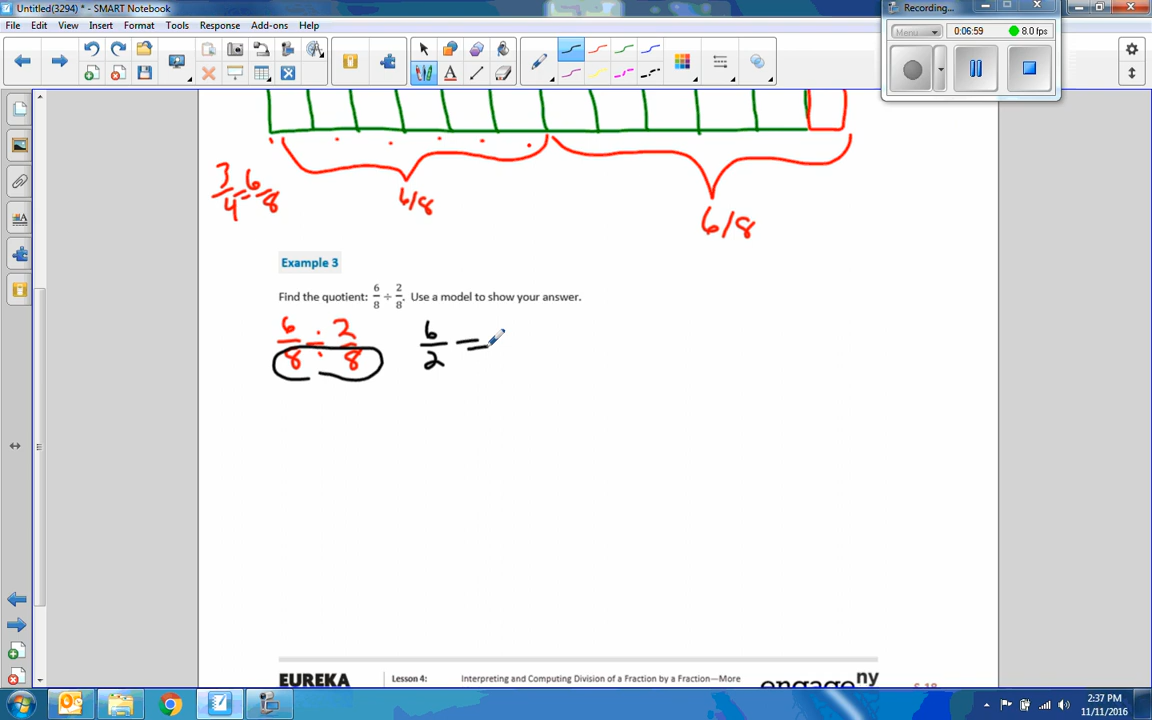 Untitled(3294) * - SMART Notebook
Recording...
File Edit View Insert Format Tools Response Add-ons Help
Menu
0:06:59
8.0 fps
A
3/4 = 6/8
6/8
6/8
Example 3
Find the quotient: 6/8 ÷ 2/8. Use a model to show your answer.
6/8 ÷ 2/8 6/2 =
EUREKA Lesson 4: Interpreting and Computing Division of a Fraction by a Fraction—More engage ny
2:37 PM
11/11/2016